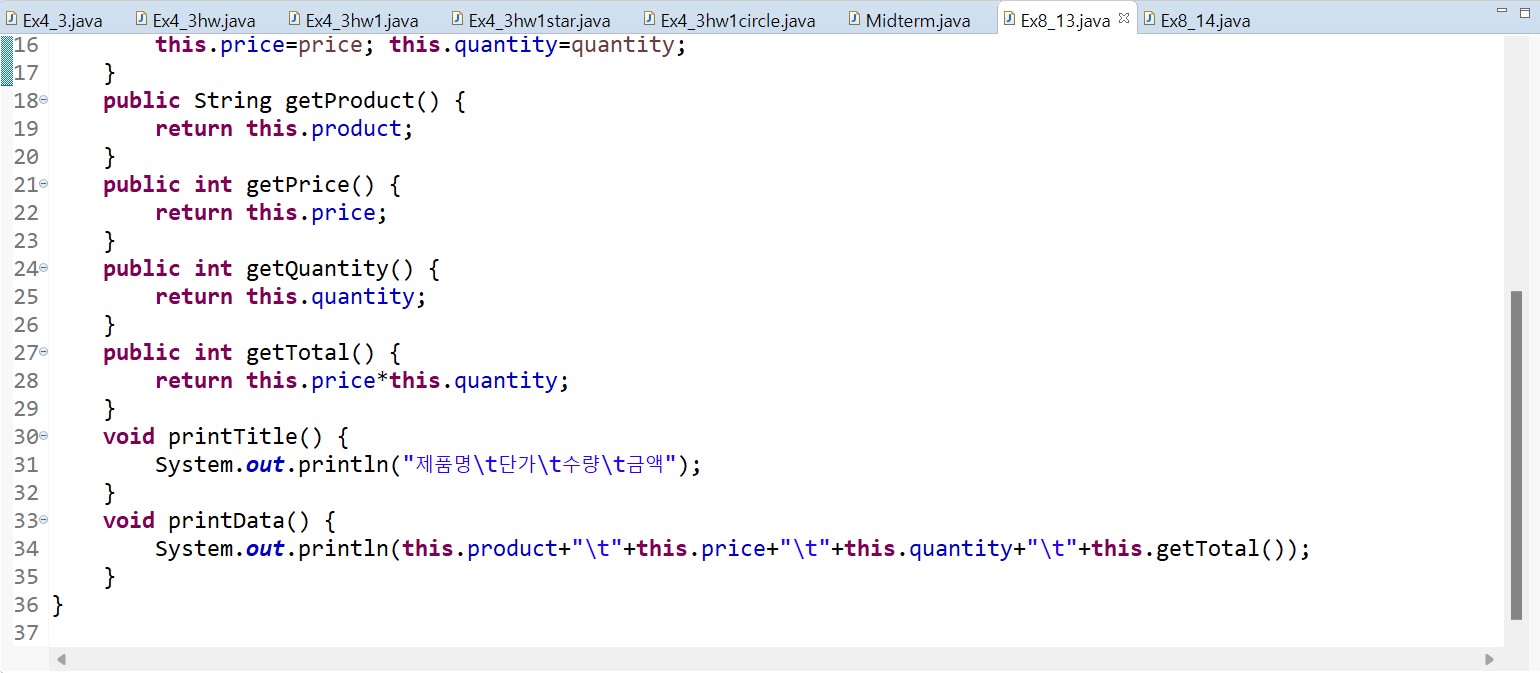 Ex4_3.java Ex4_3hw.java Ex4_3hw1.java Ex4_3hw1star.java Ex4_3hw1circle.java Midterm.java Ex8_13.java Ex8_14.java
16 this.price=price; this.quantity=quantity;
17 }
18 public String getProduct() {
19 return this.product;
20 }
21 public int getPrice() {
22 return this.price;
23 }
24 public int getQuantity() {
25 return this.quantity;
26 }
27 public int getTotal() {
28 return this.price*this.quantity;
29 }
30 void printTitle() {
31 System.out.println("제품명\t단가\t수량\t금액");
32 }
33 void printData() {
34 System.out.println(this.product+"\t"+this.price+"\t"+this.quantity+"\t"+this.getTotal());
35 }
36 }
37